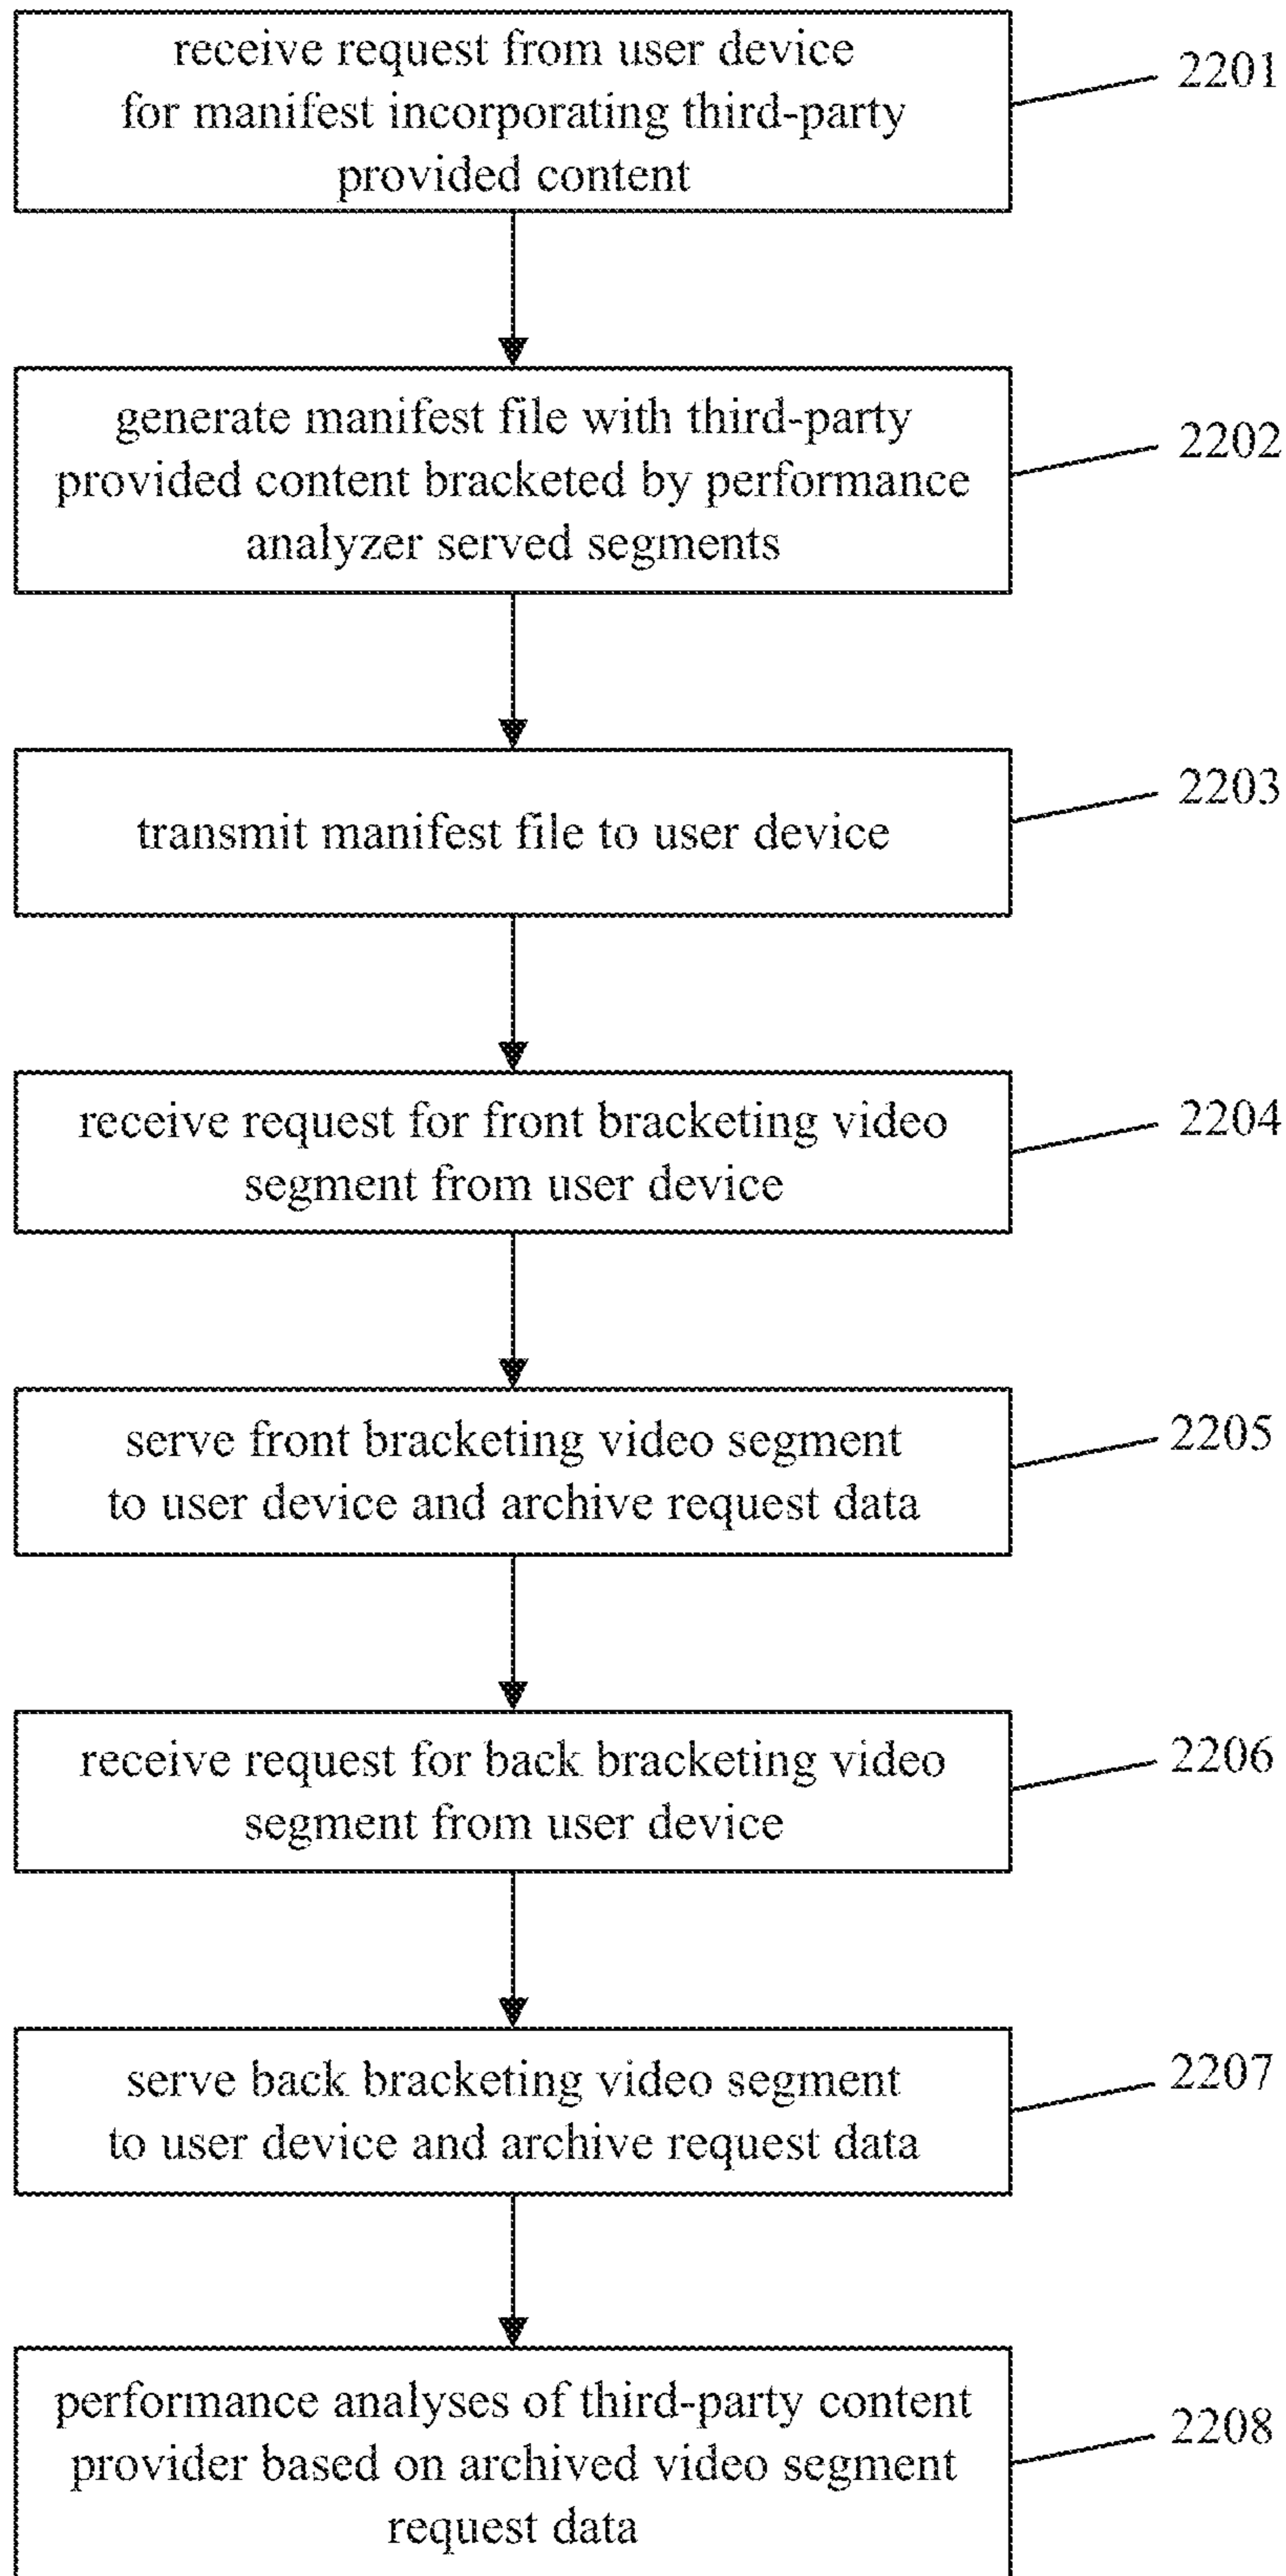 receive request from user device
for manifest incorporating third-party
provided content
2201
generate manifest file with third-party
provided content bracketed by performance
analyzer served segments
2202
transmit manifest file to user device
2203
receive request for front bracketing video
segment from user device
2204
serve front bracketing video segment
to user device and archive request data
2205
receive request for back bracketing video
segment from user device
2206
serve back bracketing video segment
to user device and archive request data
2207
performance analyses of third-party content
provider based on archived video segment
request data
2208